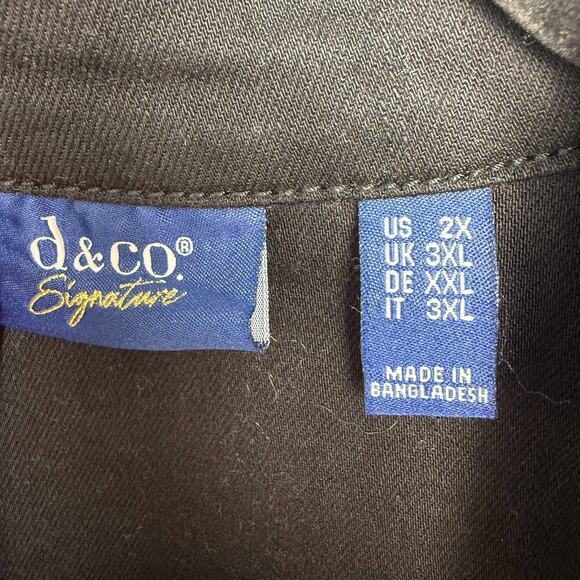 d&co.®
Signature
US 2X
UK 3XL
DE XXL
IT 3XL
MADE IN
BANGLADESH